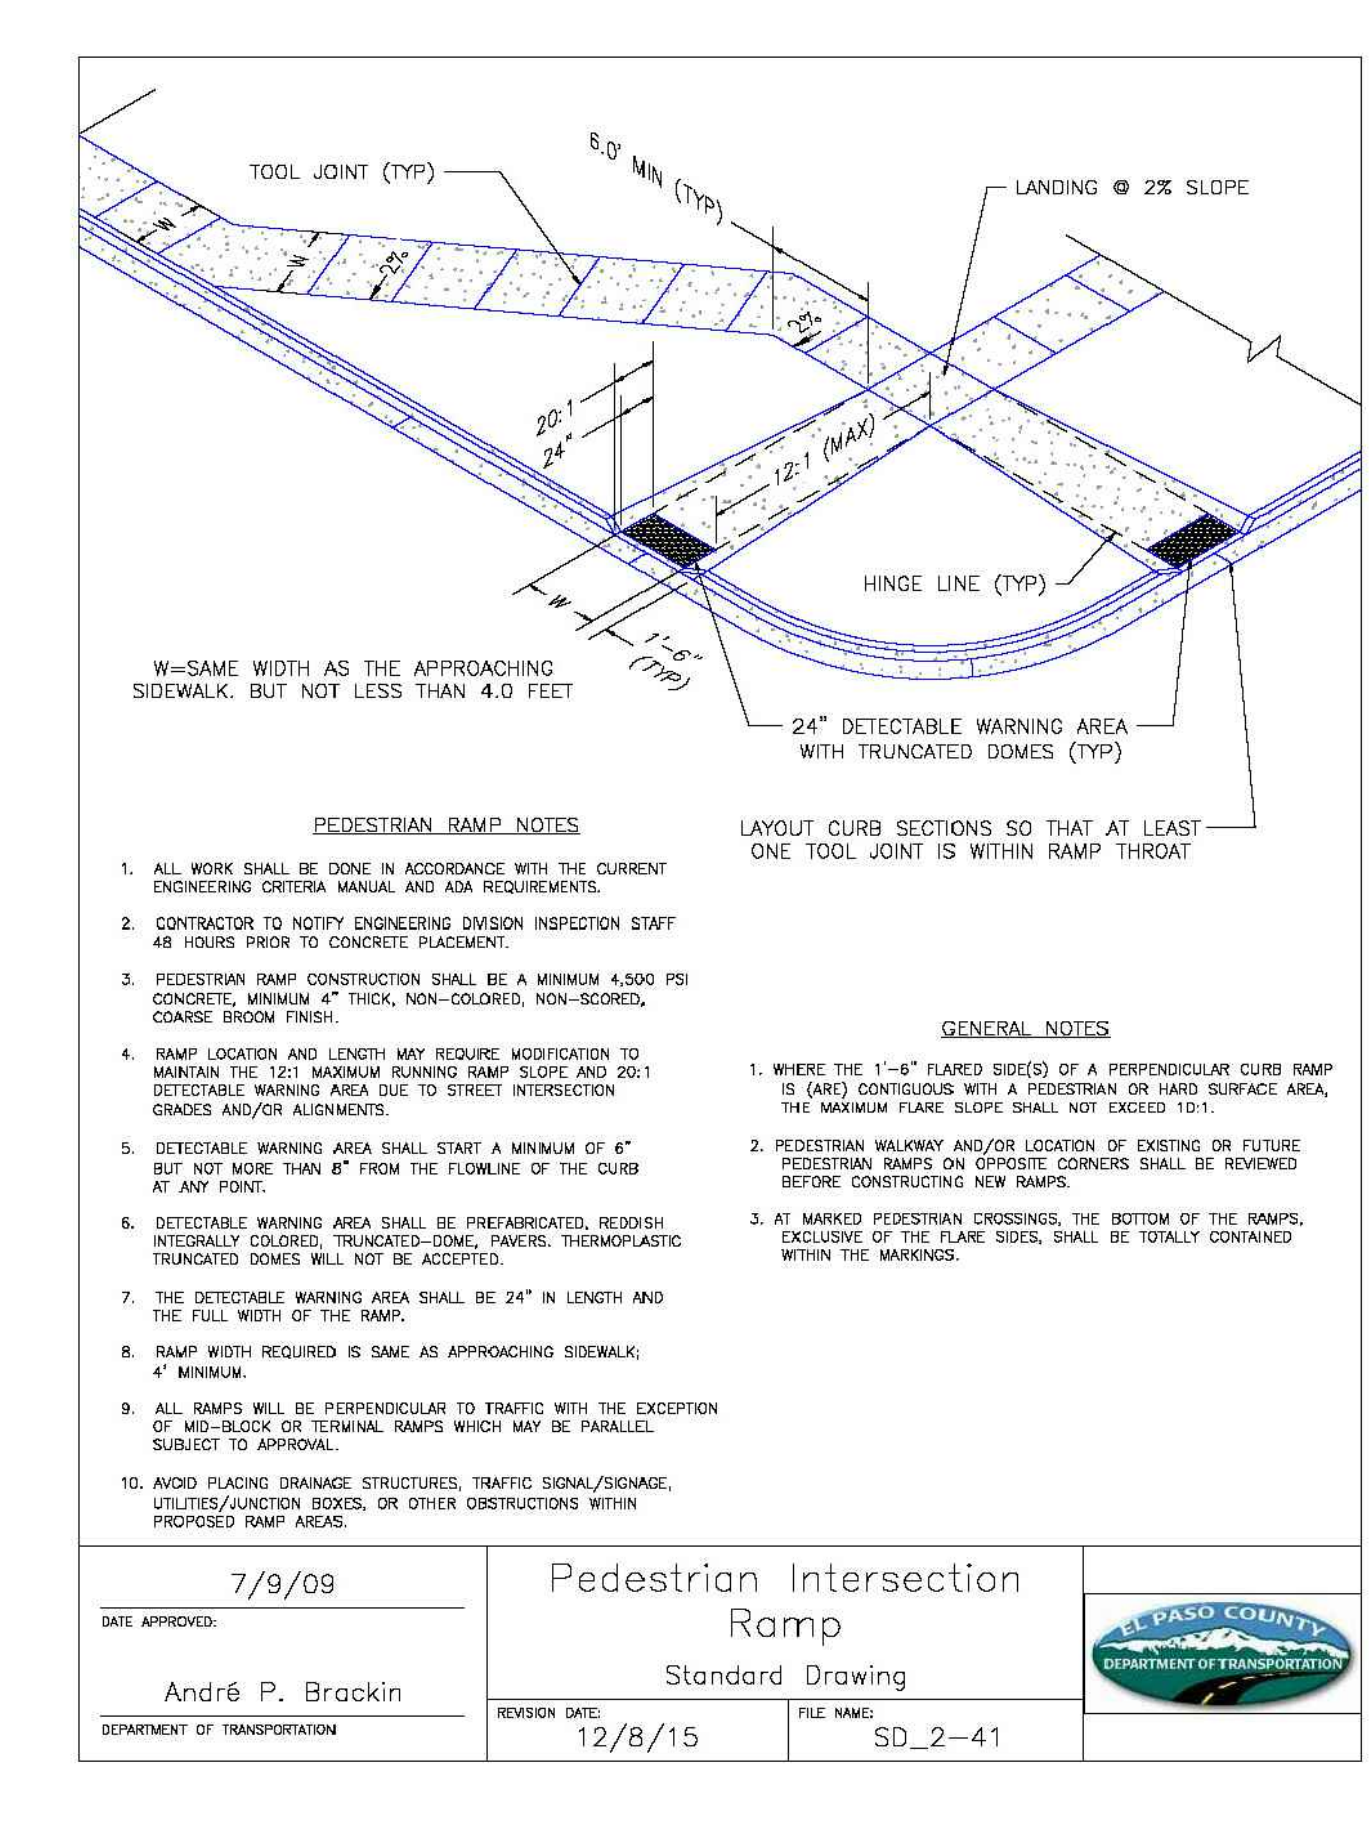 TOOL JOINT (TYP)
6.0' MIN (TYP)
LANDING @ 2% SLOPE
W
W
2%
2%
20:1
24"
12:1 (MAX)
HINGE LINE (TYP)
W
1'-6"
(TYP)
W=SAME WIDTH AS THE APPROACHING
SIDEWALK. BUT NOT LESS THAN 4.0 FEET
24" DETECTABLE WARNING AREA
WITH TRUNCATED DOMES (TYP)
LAYOUT CURB SECTIONS SO THAT AT LEAST
ONE TOOL JOINT IS WITHIN RAMP THROAT
PEDESTRIAN RAMP NOTES
1. ALL WORK SHALL BE DONE IN ACCORDANCE WITH THE CURRENT
ENGINEERING CRITERIA MANUAL AND ADA REQUIREMENTS.
2. CONTRACTOR TO NOTIFY ENGINEERING DIVISION INSPECTION STAFF
48 HOURS PRIOR TO CONCRETE PLACEMENT.
3. PEDESTRIAN RAMP CONSTRUCTION SHALL BE A MINIMUM 4,500 PSI
CONCRETE, MINIMUM 4" THICK, NON-COLORED, NON-SCORED,
COARSE BROOM FINISH.
4. RAMP LOCATION AND LENGTH MAY REQUIRE MODIFICATION TO
MAINTAIN THE 12:1 MAXIMUM RUNNING RAMP SLOPE AND 20:1
DETECTABLE WARNING AREA DUE TO STREET INTERSECTION
GRADES AND/OR ALIGNMENTS.
5. DETECTABLE WARNING AREA SHALL START A MINIMUM OF 6"
BUT NOT MORE THAN 8" FROM THE FLOWLINE OF THE CURB
AT ANY POINT.
6. DETECTABLE WARNING AREA SHALL BE PREFABRICATED, REDDISH
INTEGRALLY COLORED, TRUNCATED-DOME, PAVERS. THERMOPLASTIC
TRUNCATED DOMES WILL NOT BE ACCEPTED.
7. THE DETECTABLE WARNING AREA SHALL BE 24" IN LENGTH AND
THE FULL WIDTH OF THE RAMP.
8. RAMP WIDTH REQUIRED IS SAME AS APPROACHING SIDEWALK;
4' MINIMUM.
9. ALL RAMPS WILL BE PERPENDICULAR TO TRAFFIC WITH THE EXCEPTION
OF MID-BLOCK OR TERMINAL RAMPS WHICH MAY BE PARALLEL
SUBJECT TO APPROVAL.
10. AVOID PLACING DRAINAGE STRUCTURES, TRAFFIC SIGNAL/SIGNAGE,
UTILITIES/JUNCTION BOXES, OR OTHER OBSTRUCTIONS WITHIN
PROPOSED RAMP AREAS.
GENERAL NOTES
1. WHERE THE 1'-6" FLARED SIDE(S) OF A PERPENDICULAR CURB RAMP
IS (ARE) CONTIGUOUS WITH A PEDESTRIAN OR HARD SURFACE AREA,
THE MAXIMUM FLARE SLOPE SHALL NOT EXCEED 10:1.
2. PEDESTRIAN WALKWAY AND/OR LOCATION OF EXISTING OR FUTURE
PEDESTRIAN RAMPS ON OPPOSITE CORNERS SHALL BE REVIEWED
BEFORE CONSTRUCTING NEW RAMPS.
3. AT MARKED PEDESTRIAN CROSSINGS, THE BOTTOM OF THE RAMPS,
EXCLUSIVE OF THE FLARE SIDES, SHALL BE TOTALLY CONTAINED
WITHIN THE MARKINGS.
7/9/09
DATE APPROVED:
André P. Brackin
DEPARTMENT OF TRANSPORTATION
Pedestrian Intersection
Ramp
Standard Drawing
REVISION DATE:
12/8/15
FILE NAME:
SD_2-41
EL PASO COUNTY
DEPARTMENT OF TRANSPORTATION